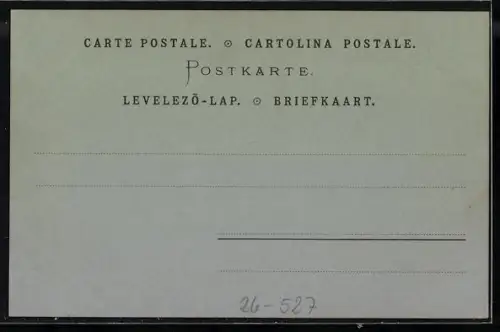 CARTE POSTALE. ⊙ CARTOLINA POSTALE.
POSTKARTE.
LEVELEZŐ-LAP. ⊙ BRIEFKAART.
26-527